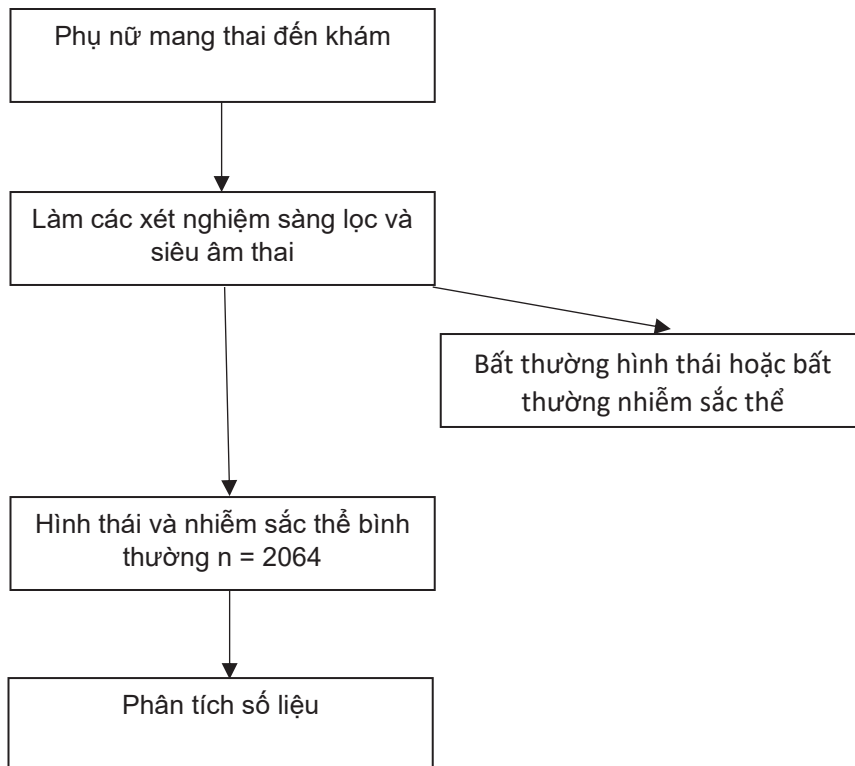 Phụ nữ mang thai đến khám
Làm các xét nghiệm sàng lọc và
siêu âm thai
Bất thường hình thái hoặc bất
thường nhiễm sắc thể
Hình thái và nhiễm sắc thể bình
thường n = 2064
Phân tích số liệu